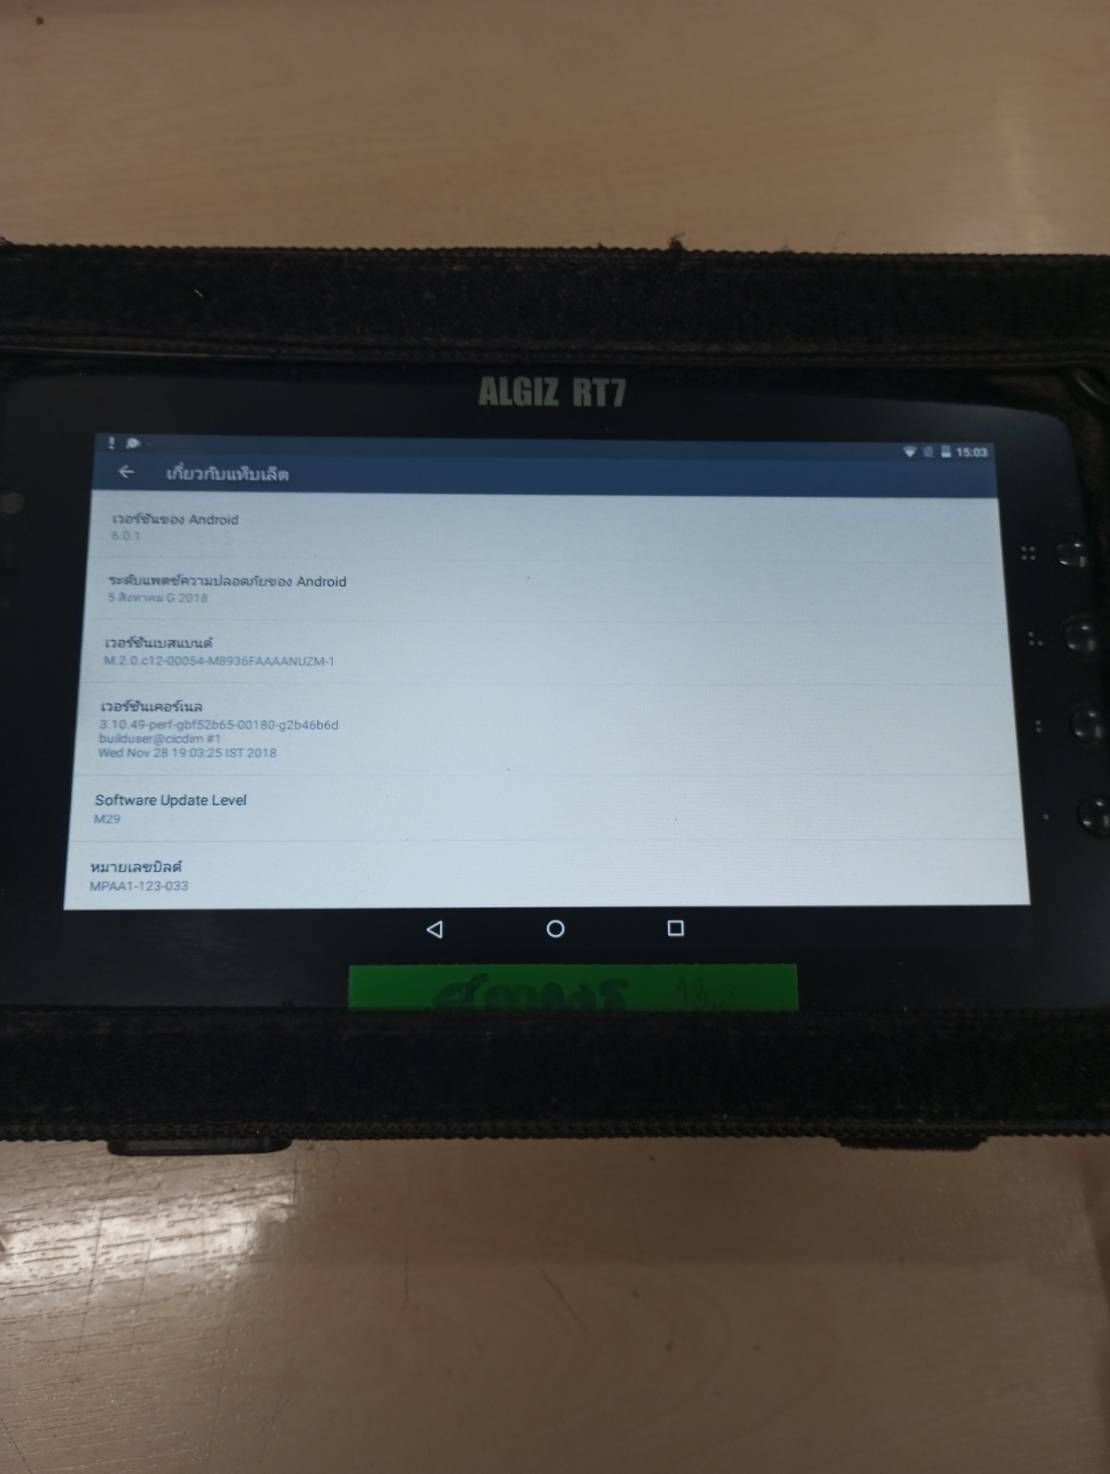 ALGIZ RT7
15:03
เกี่ยวกับแท็บเล็ต
เวอร์ชันของ Android
6.0.1
ระดับแพตช์ความปลอดภัยของ Android
5 สิงหาคม G 2018
เวอร์ชันเบสแบนด์
M.2.0.c12-00054-M8936FAAAANUZM-1
เวอร์ชันเคอร์เนล
3.10.49-perf-gbf52b65-00180-g2b46b6d
builduser@cicdim #1
Wed Nov 28 19:03:25 IST 2018
Software Update Level
M29
หมายเลขบิลด์
MPAA1-123-033